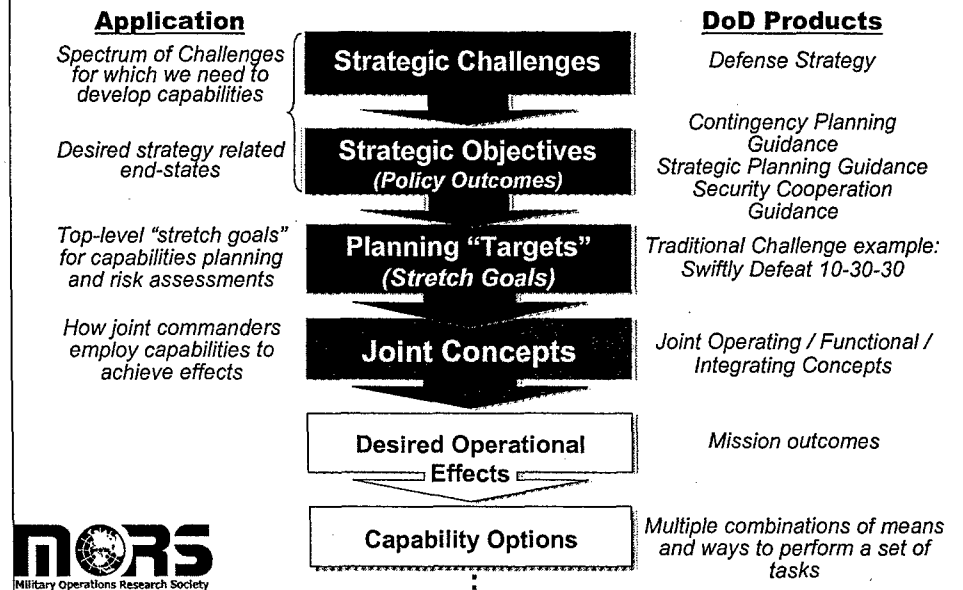 Application
DoD Products
Spectrum of Challenges
for which we need to
develop capabilities
Strategic Challenges
Defense Strategy
Desired strategy related
end-states
Strategic Objectives
(Policy Outcomes)
Contingency Planning
Guidance
Strategic Planning Guidance
Security Cooperation
Guidance
Top-level "stretch goals"
for capabilities planning
and risk assessments
Planning "Targets"
(Stretch Goals)
Traditional Challenge example:
Swiftly Defeat 10-30-30
How joint commanders
employ capabilities to
achieve effects
Joint Concepts
Joint Operating / Functional /
Integrating Concepts
Desired Operational
Effects
Mission outcomes
Capability Options
Multiple combinations of means
and ways to perform a set of
tasks
MORS
Military Operations Research Society